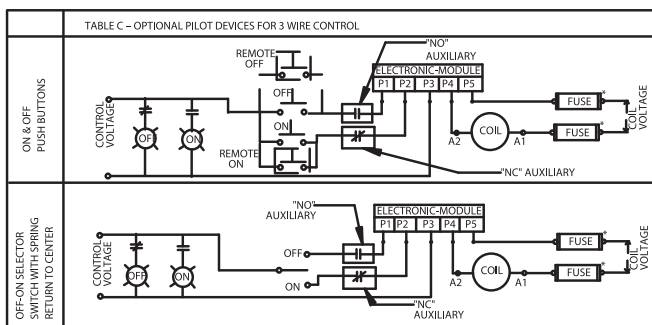 TABLE C – OPTIONAL PILOT DEVICES FOR 3 WIRE CONTROL
ON & OFF
PUSH BUTTONS
CONTROL
VOLTAGE
OFF
ON
REMOTE
OFF
OFF
ON
REMOTE
ON
"NO"
AUXILIARY
ELECTRONIC-MODULE
P1 P2 P3 P4 P5
A2
COIL
A1
FUSE*
FUSE*
COIL
VOLTAGE
"NC" AUXILIARY
OFF-ON SELECTOR
SWITCH WITH SPRING
RETURN TO CENTER
CONTROL
VOLTAGE
OFF
ON
"NO"
AUXILIARY
OFF
ON
ELECTRONIC-MODULE
P1 P2 P3 P4 P5
A2
COIL
A1
FUSE*
FUSE*
COIL
VOLTAGE
"NC"
AUXILIARY